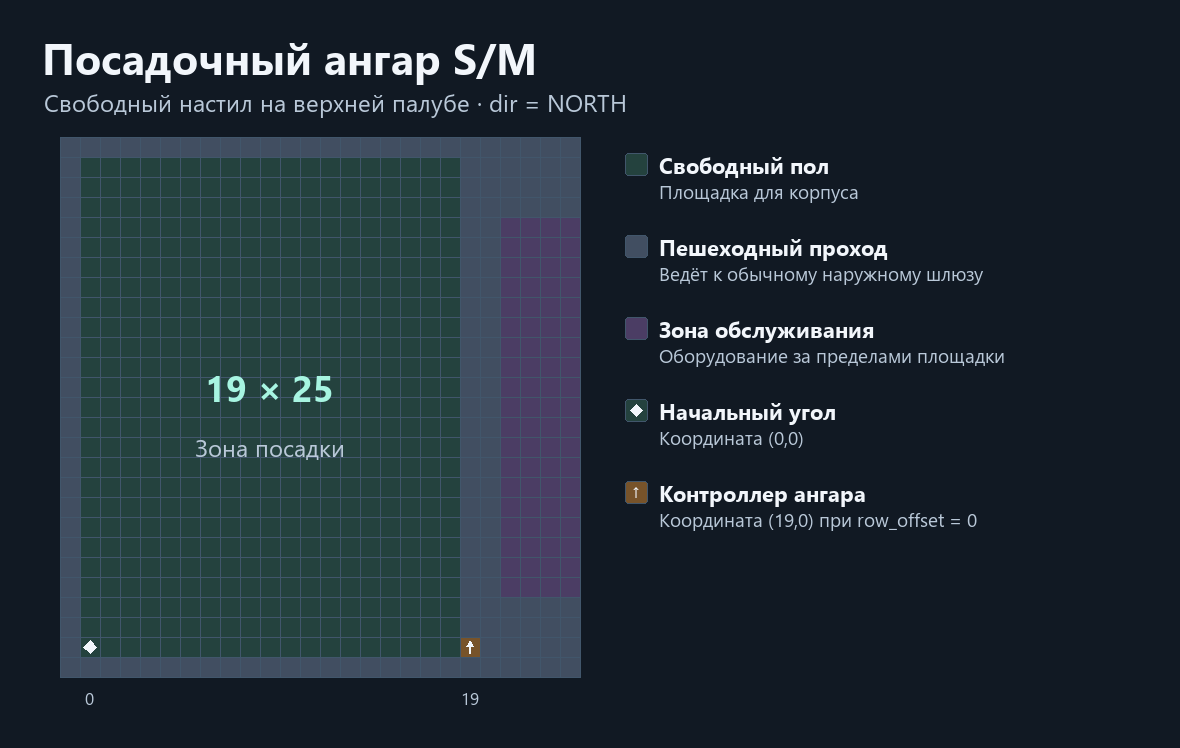 Посадочный ангар S/M
Свободный настил на верхней палубе · dir = NORTH
19 × 25
Зона посадки
0
19
Свободный пол
Площадка для корпуса
Пешеходный проход
Ведёт к обычному наружному шлюзу
Зона обслуживания
Оборудование за пределами площадки
Начальный угол
Координата (0,0)
↑
Контроллер ангара
Координата (19,0) при row_offset = 0